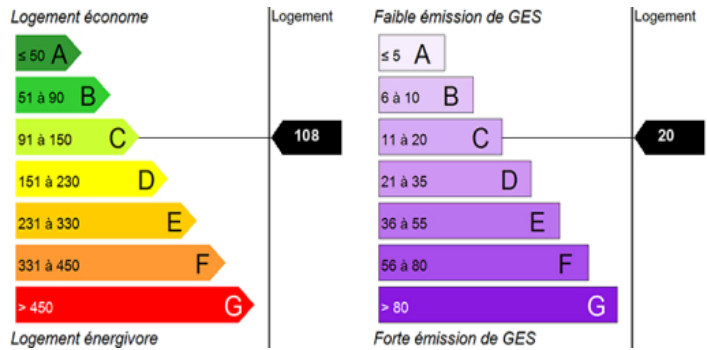 Logement économe
Logement
≤ 50 A
51 à 90 B
91 à 150 C
108
151 à 230 D
231 à 330 E
331 à 450 F
> 450 G
Logement énergivore
Faible émission de GES
Logement
≤ 5 A
6 à 10 B
11 à 20 C
20
21 à 35 D
36 à 55 E
56 à 80 F
> 80 G
Forte émission de GES